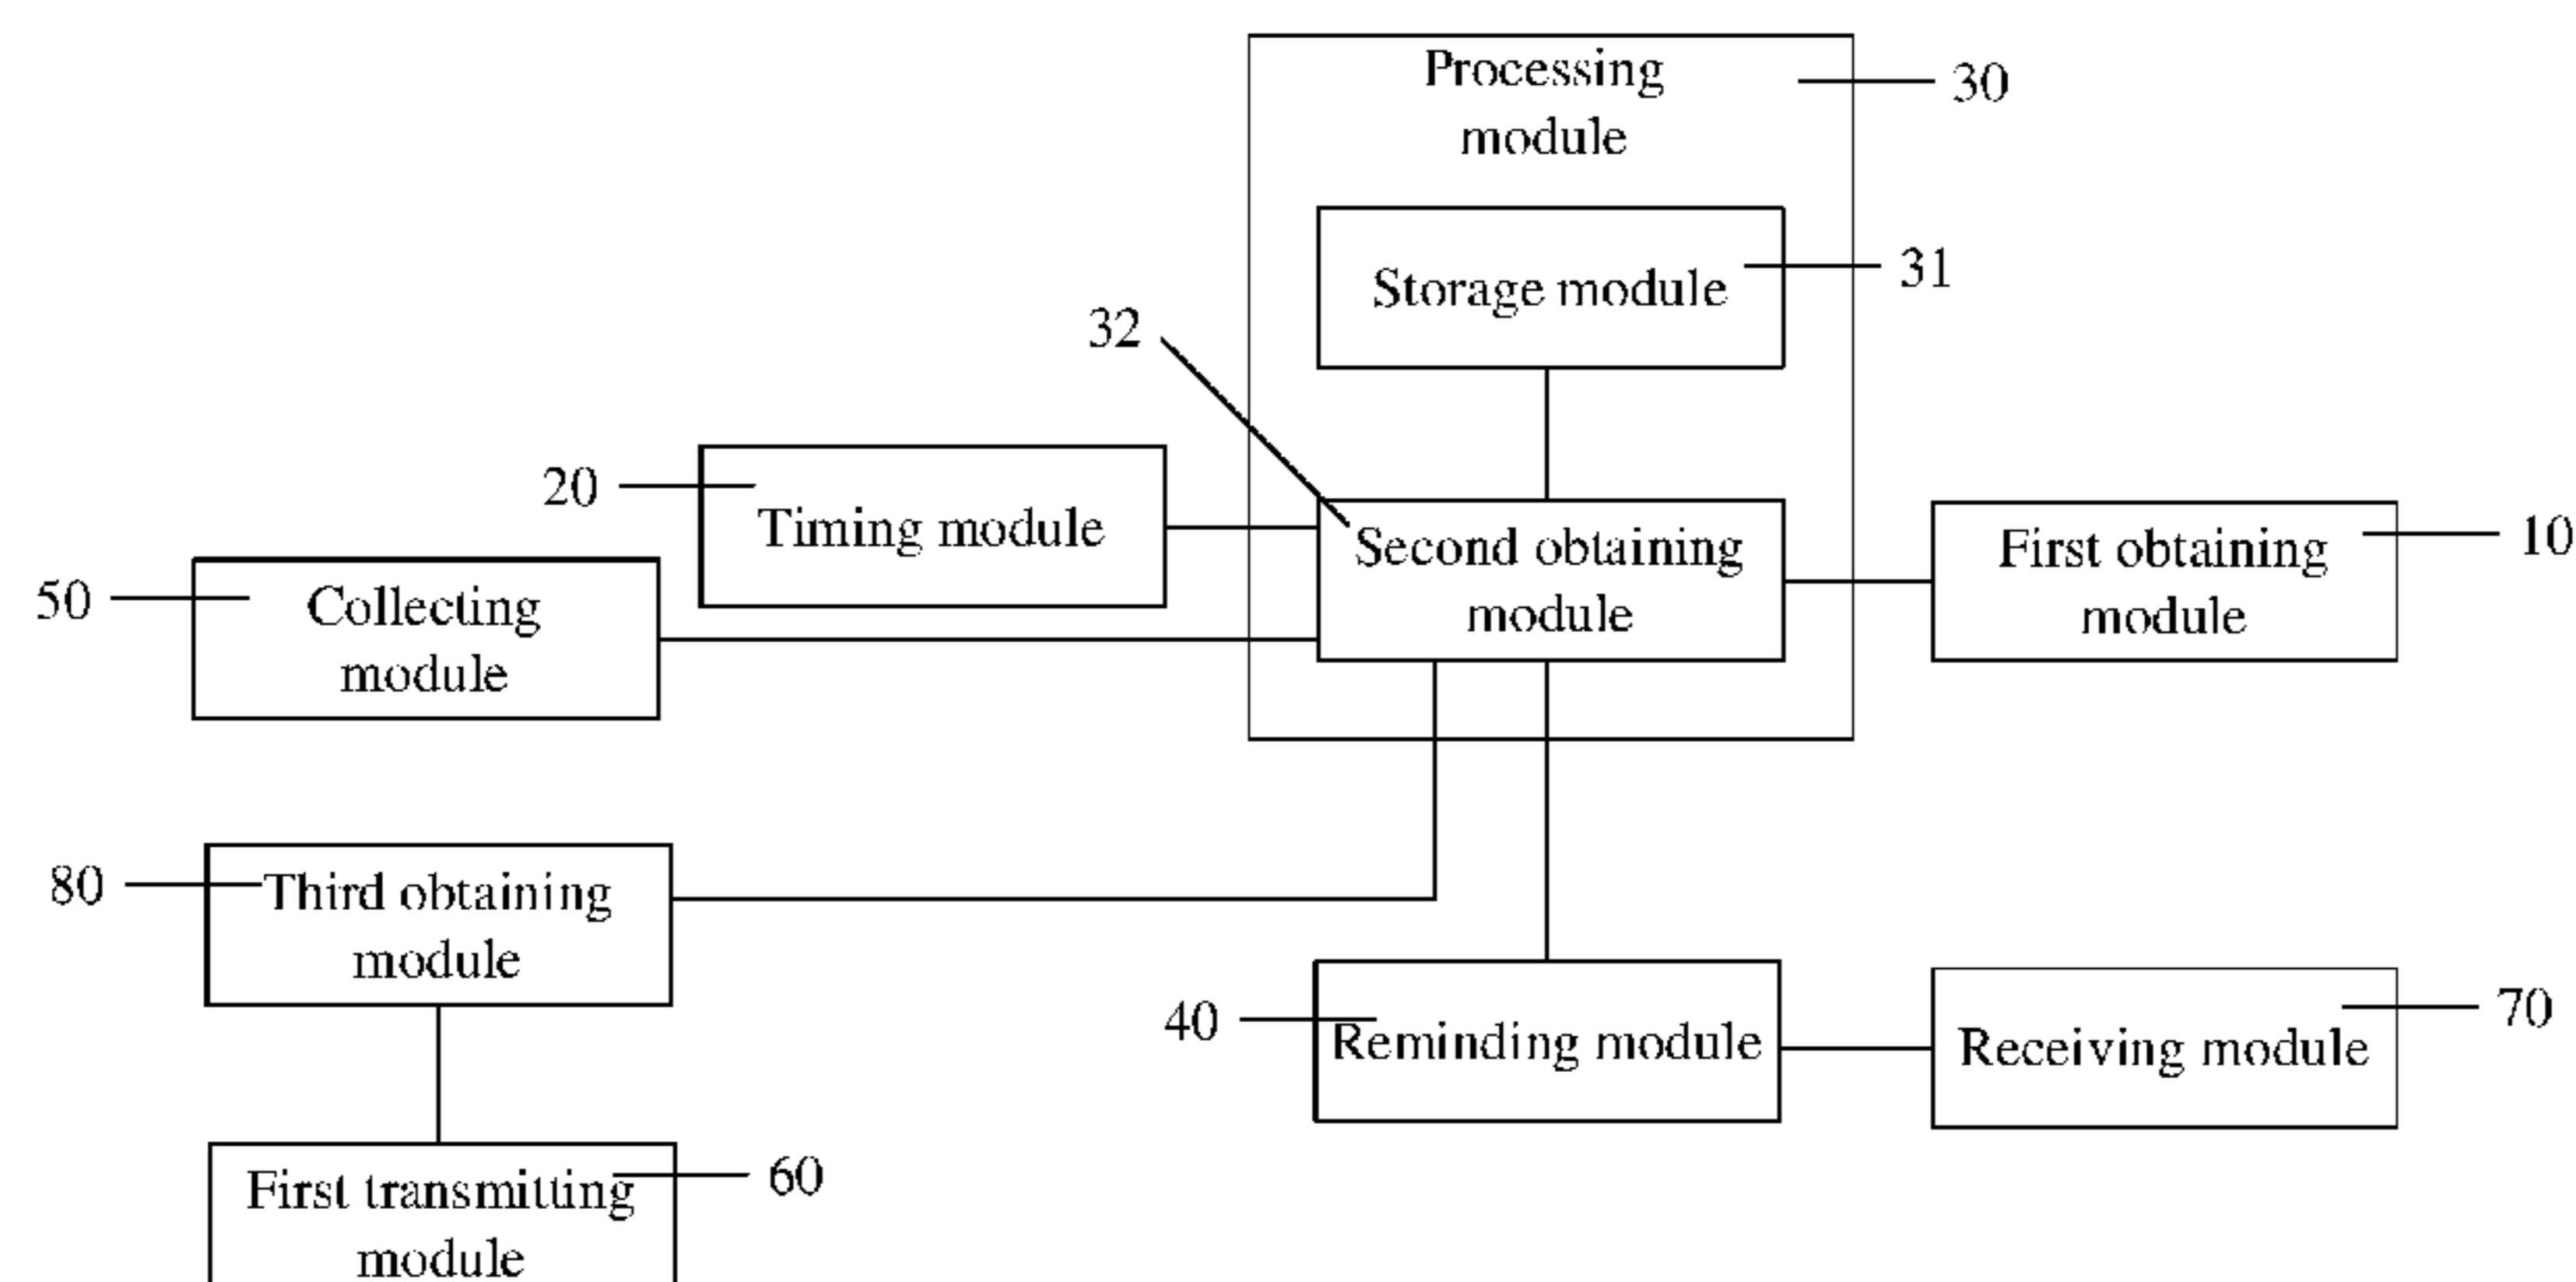 Processing
module
30
Storage module
31
32
20
Timing module
Second obtaining
module
First obtaining
module
10
50
Collecting
module
80
Third obtaining
module
40
Reminding module
Receiving module
70
First transmitting
module
60